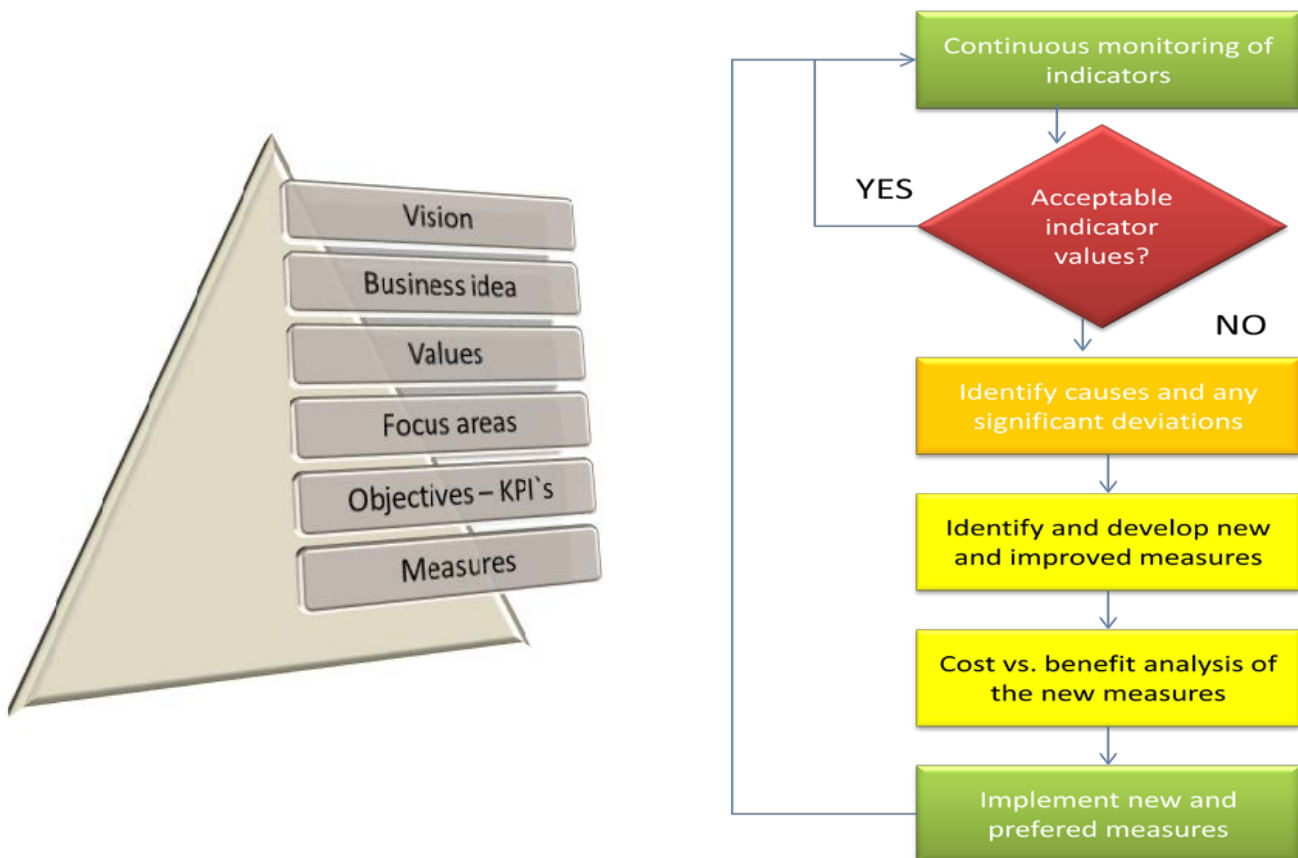 Vision
Business idea
Values
Focus areas
Objectives – KPI`s
Measures
Continuous monitoring of
indicators
YES
Acceptable
indicator
values?
NO
Identify causes and any
significant deviations
Identify and develop new
and improved measures
Cost vs. benefit analysis of
the new measures
Implement new and
prefered measures